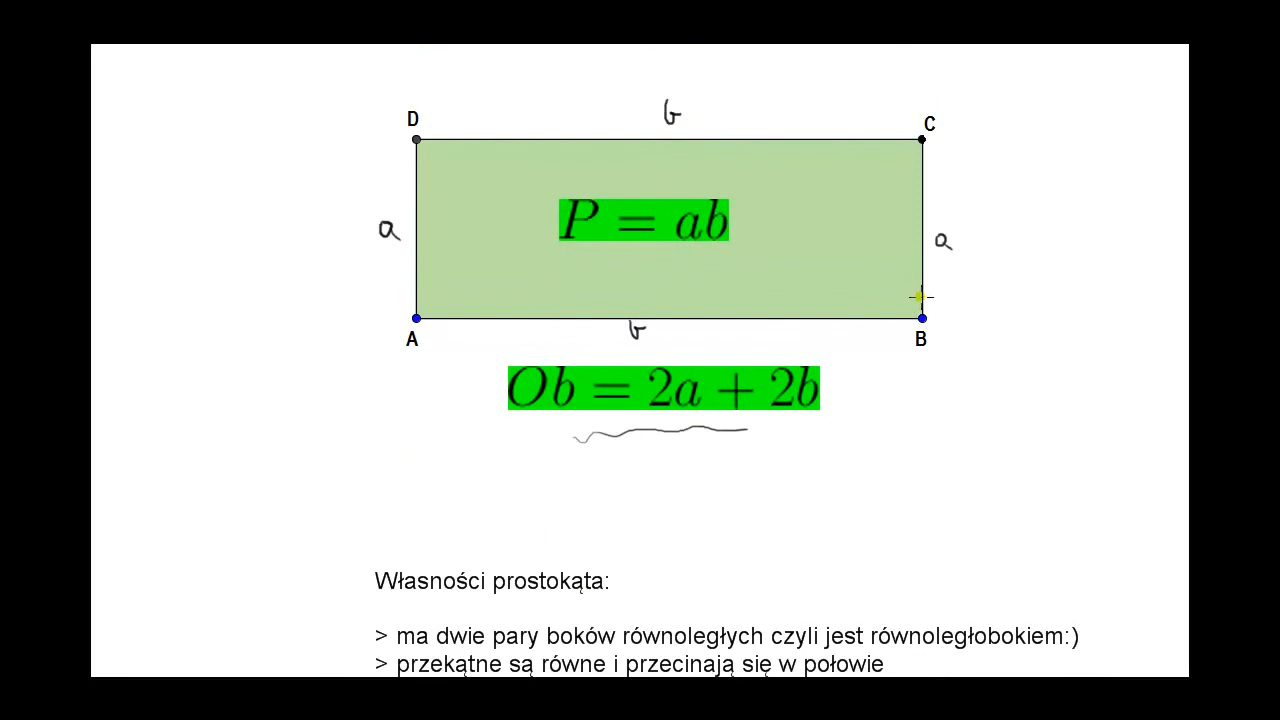 b
D
C
P = ab
a
a
b
A
B
Ob = 2a + 2b
Własności prostokąta:
> ma dwie pary boków równoległych czyli jest równoległobokiem:)
> przekątne są równe i przecinają się w połowie